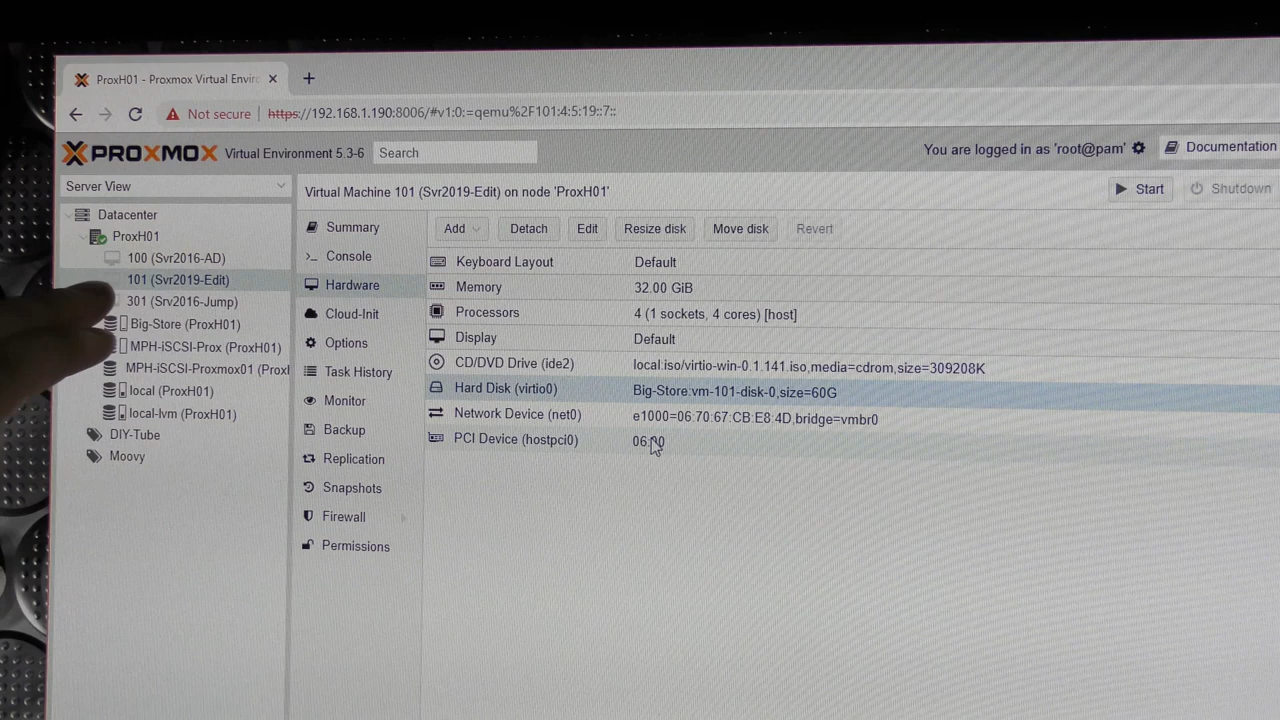 ProxH01 - Proxmox Virtual Enviro
Not secure https://192.168.1.190:8006/#v1:0:=qemu%2F101:4:5:19::7::
PROXMOX Virtual Environment 5.3-6 Search You are logged in as 'root@pam' Documentation
Server View Virtual Machine 101 (Svr2019-Edit) on node 'ProxH01' Start Shutdown
Datacenter
ProxH01
100 (Svr2016-AD)
101 (Svr2019-Edit)
301 (Srv2016-Jump)
Big-Store (ProxH01)
MPH-iSCSI-Prox (ProxH01)
MPH-iSCSI-Proxmox01 (ProxH
local (ProxH01)
local-lvm (ProxH01)
DIY-Tube
Moovy
Summary
Console
Hardware
Cloud-Init
Options
Task History
Monitor
Backup
Replication
Snapshots
Firewall
Permissions
Add Detach Edit Resize disk Move disk Revert
Keyboard Layout Default
Memory 32.00 GiB
Processors 4 (1 sockets, 4 cores) [host]
Display Default
CD/DVD Drive (ide2) local:iso/virtio-win-0.1.141.iso,media=cdrom,size=309208K
Hard Disk (virtio0) Big-Store:vm-101-disk-0,size=60G
Network Device (net0) e1000=06:70:67:CB:E8:4D,bridge=vmbr0
PCI Device (hostpci0)